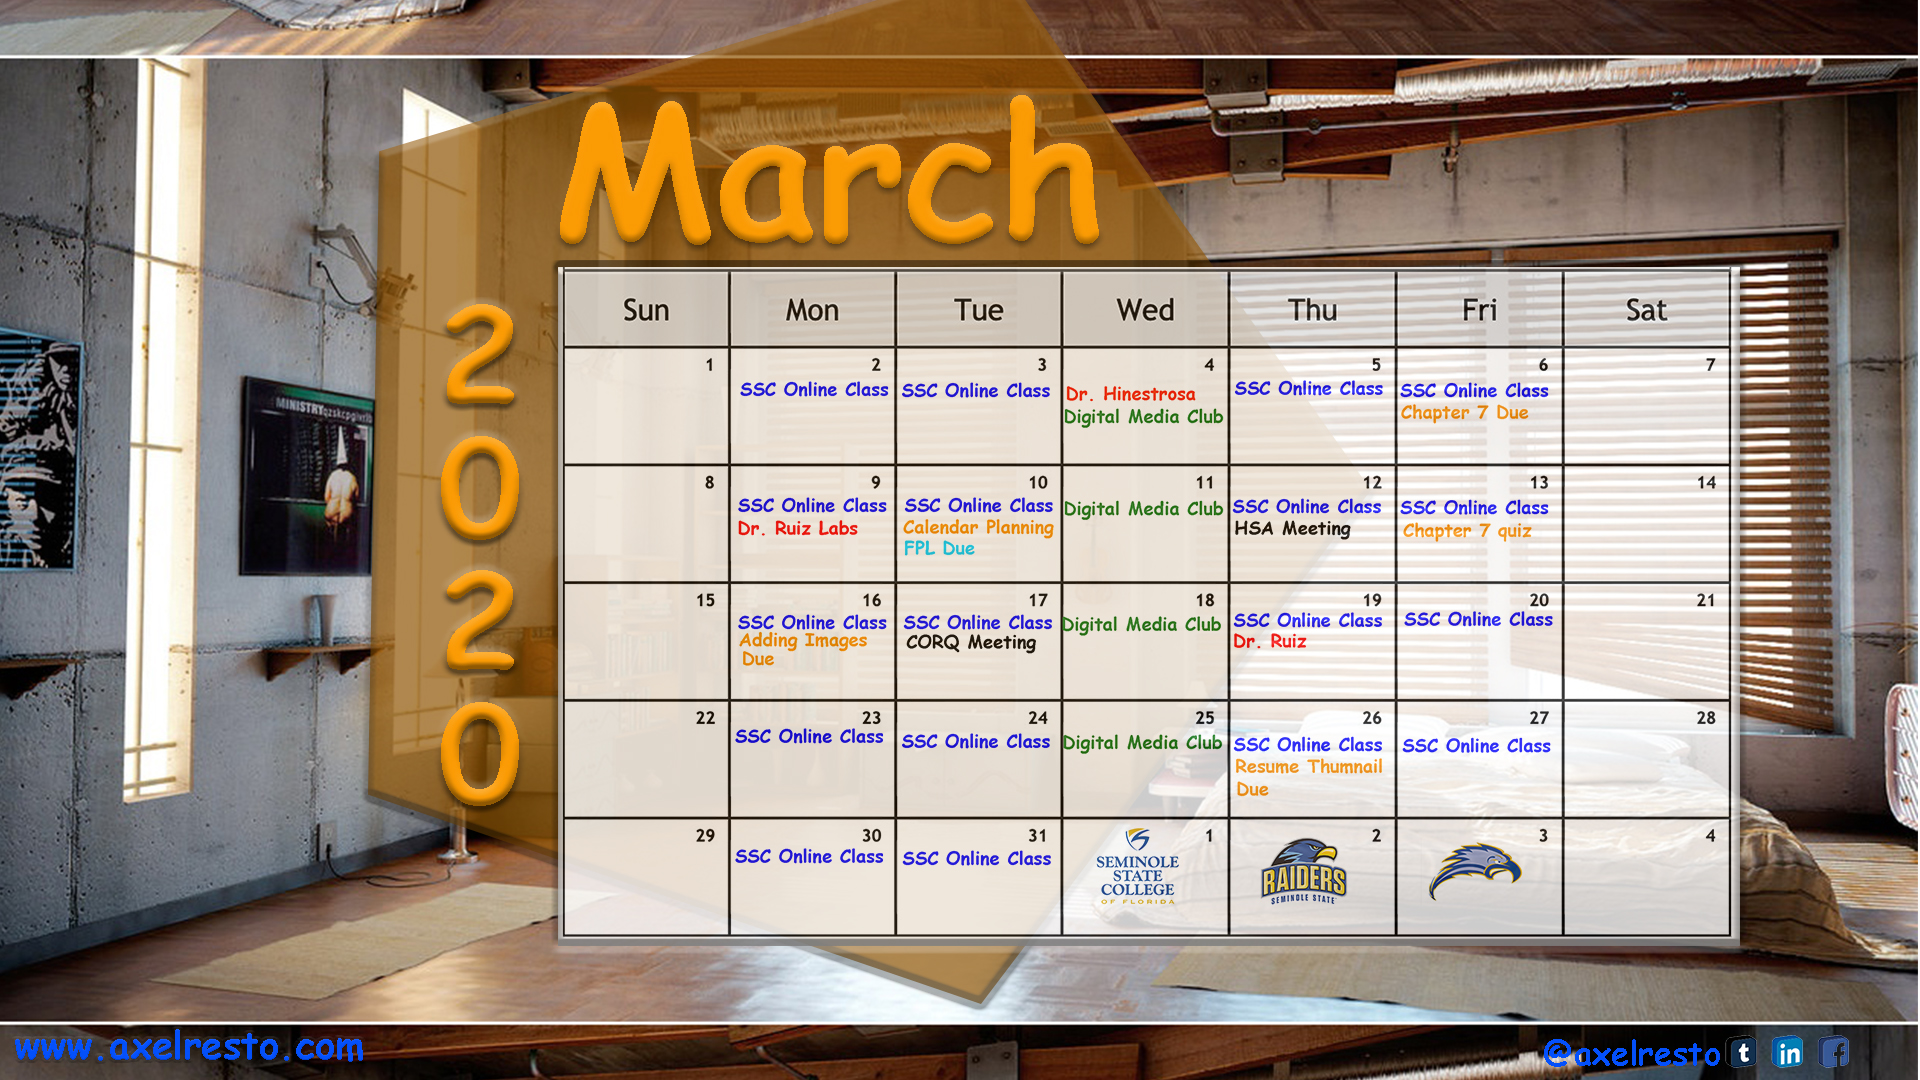 March
2020
Sun Mon Tue Wed Thu Fri Sat
1 2 3 4 5 6 7
SSC Online Class
SSC Online Class
Dr. Hinestrosa
Digital Media Club
SSC Online Class
SSC Online Class
Chapter 7 Due
8 9 10 11 12 13 14
SSC Online Class
Dr. Ruiz Labs
SSC Online Class
Calendar Planning
FPL Due
Digital Media Club
SSC Online Class
HSA Meeting
SSC Online Class
Chapter 7 quiz
15 16 17 18 19 20 21
SSC Online Class
Adding Images
Due
SSC Online Class
CORQ Meeting
Digital Media Club
SSC Online Class
Dr. Ruiz
SSC Online Class
22 23 24 25 26 27 28
SSC Online Class
SSC Online Class
Digital Media Club
SSC Online Class
Resume Thumnail
Due
SSC Online Class
29 30 31 1 2 3 4
SSC Online Class
SSC Online Class
SEMINOLE
STATE
COLLEGE
OF FLORIDA
RAIDERS
SEMINOLE STATE
MINISTRY
www.axelresto.com
@axelresto t in f